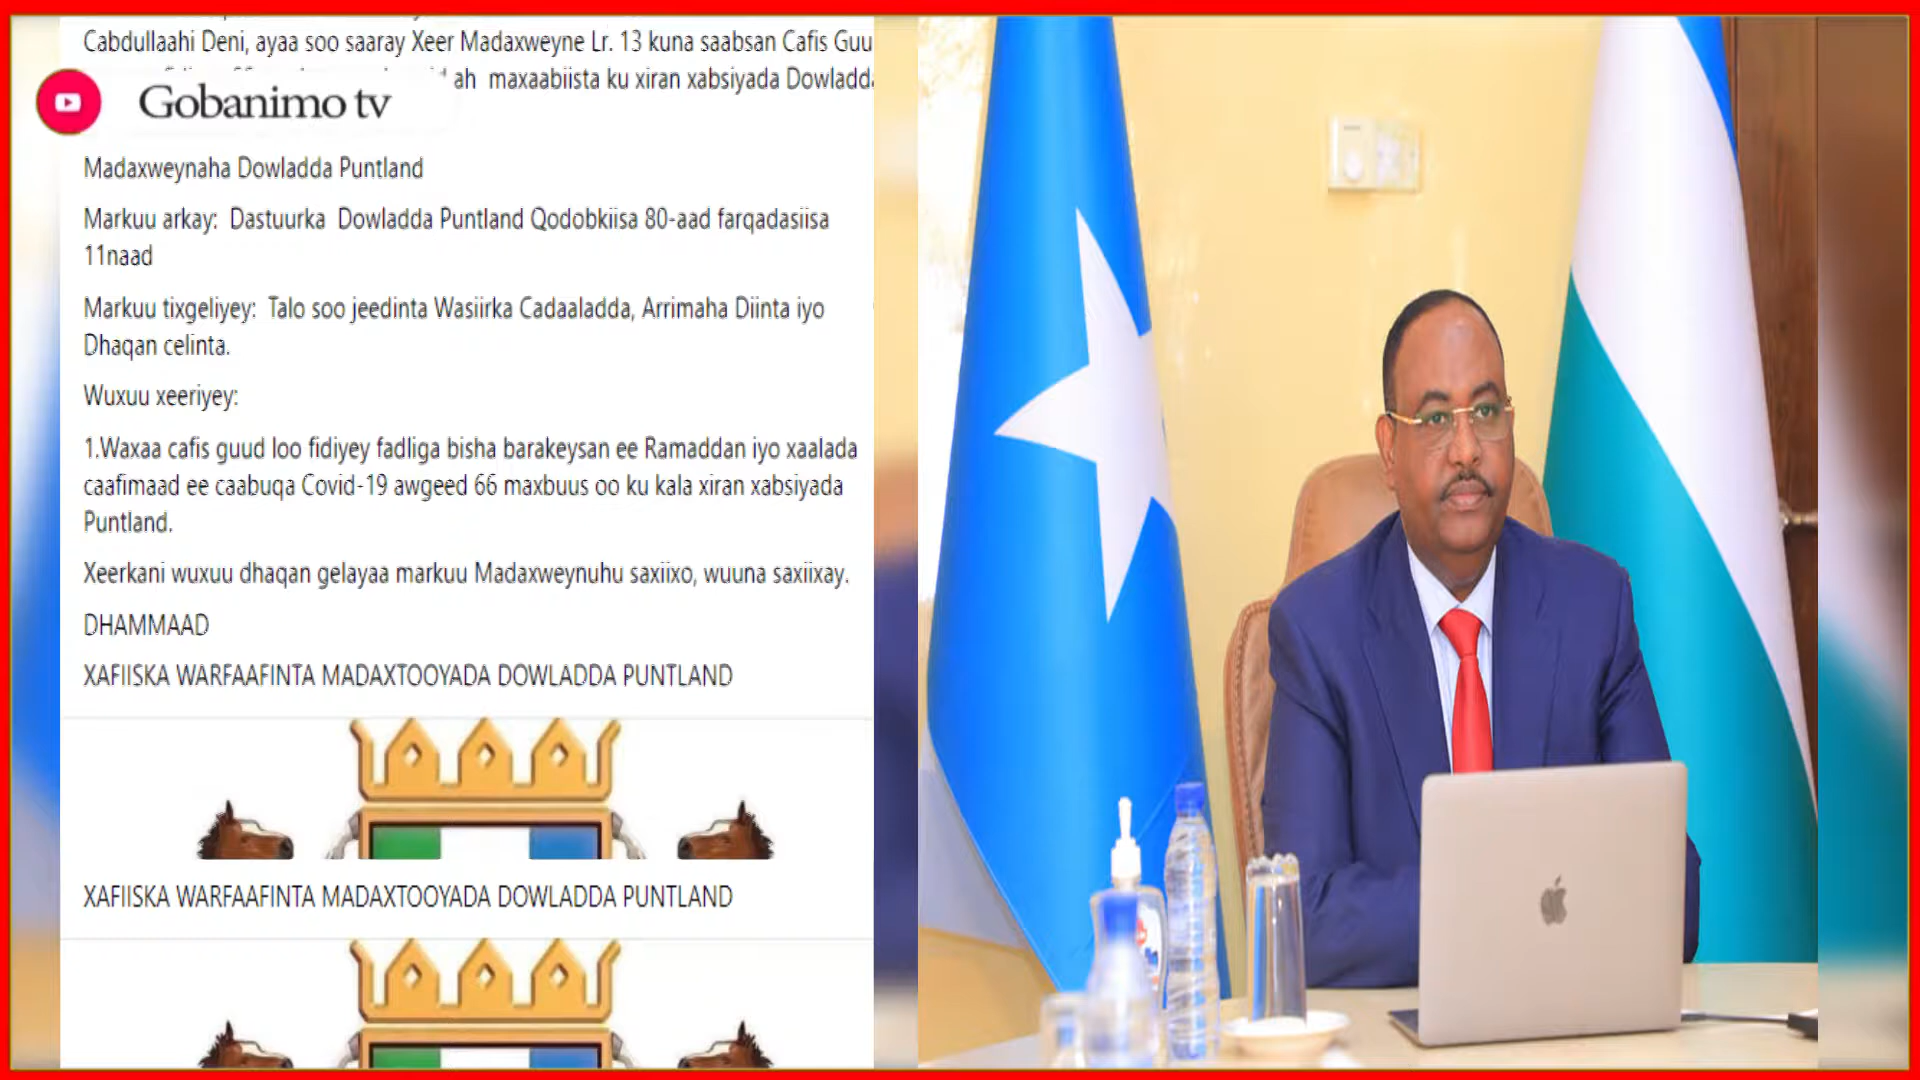 Cabdullaahi Deni, ayaa soo saaray Xeer Madaxweyne Lr. 13 kuna saabsan Cafis Guu
ah maxaabiista ku xiran xabsiyada Dowladda
Gobanimo tv
Madaxweynaha Dowladda Puntland
Markuu arkay: Dastuurka Dowladda Puntland Qodobkiisa 80-aad farqadasiisa
11naad
Markuu tixgeliyey: Talo soo jeedinta Wasiirka Cadaaladda, Arrimaha Diinta iyo
Dhaqan celinta.
Wuxuu xeeriyey:
1.Waxaa cafis guud loo fidiyey fadliga bisha barakeysan ee Ramaddan iyo xaalada
caafimaad ee caabuqa Covid-19 awgeed 66 maxbuus oo ku kala xiran xabsiyada
Puntland.
Xeerkani wuxuu dhaqan gelayaa markuu Madaxweynuhu saxiixo, wuuna saxiixay.
DHAMMAAD
XAFIISKA WARFAAFINTA MADAXTOOYADA DOWLADDA PUNTLAND
XAFIISKA WARFAAFINTA MADAXTOOYADA DOWLADDA PUNTLAND